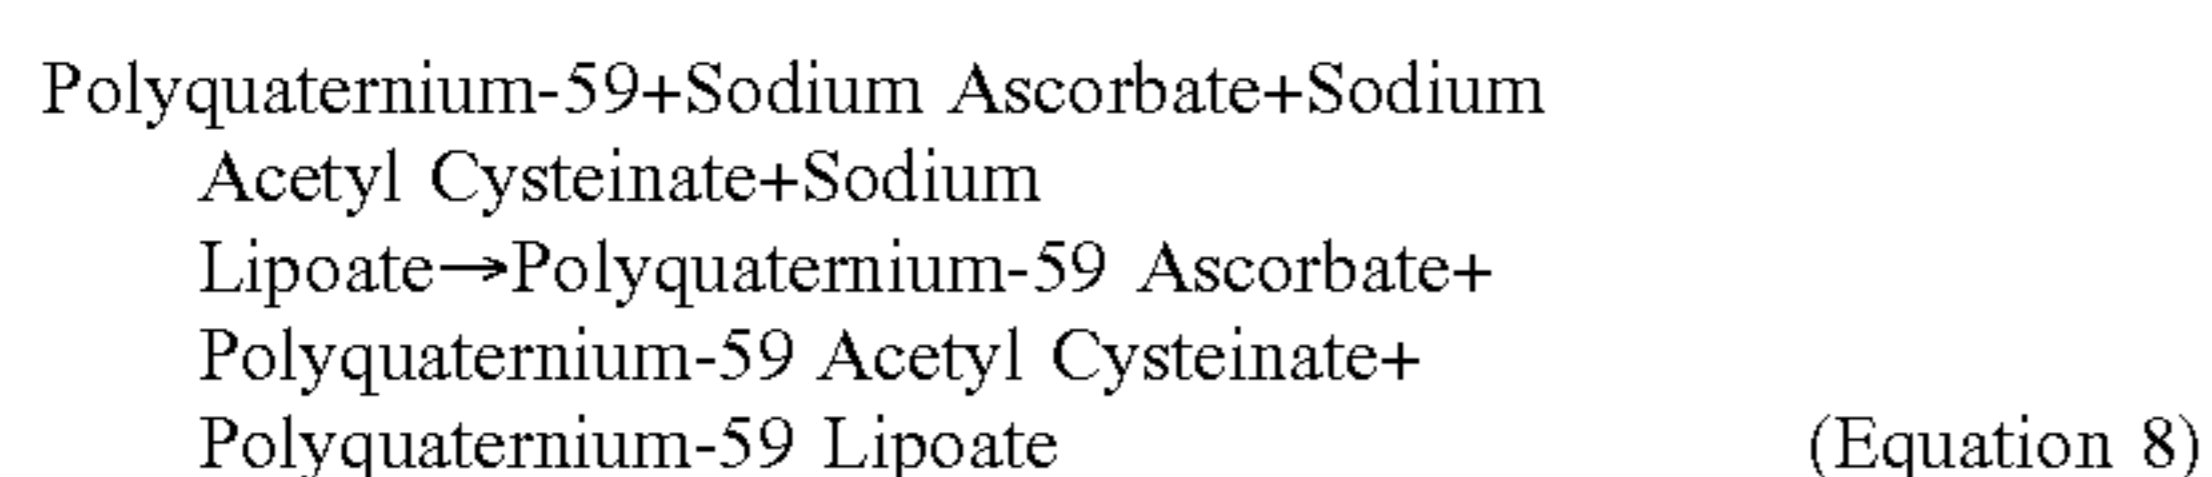 Polyquaternium-59+Sodium Ascorbate+Sodium
Acetyl Cysteinate+Sodium
Lipoate→Polyquaternium-59 Ascorbate+
Polyquaternium-59 Acetyl Cysteinate+
Polyquaternium-59 Lipoate (Equation 8)